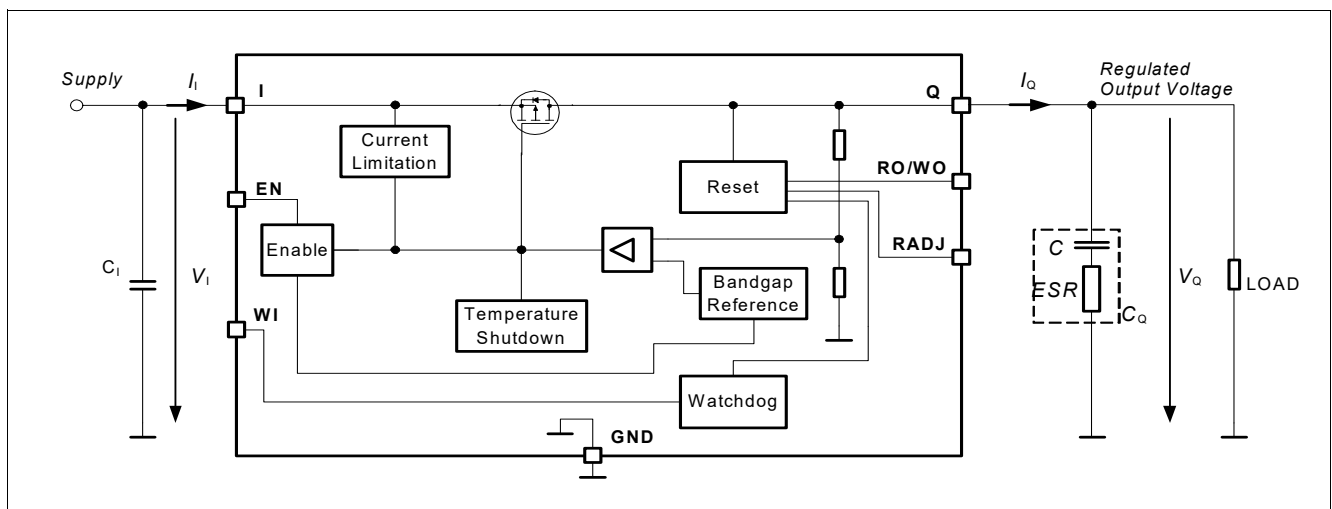 Supply
I_I
I
Q
I_Q
Regulated
Output Voltage
Current
Limitation
EN
Reset
RO/WO
Enable
RADJ
C_I
V_I
Bandgap
Reference
C
ESR
C_Q
V_Q
LOAD
WI
Temperature
Shutdown
Watchdog
GND